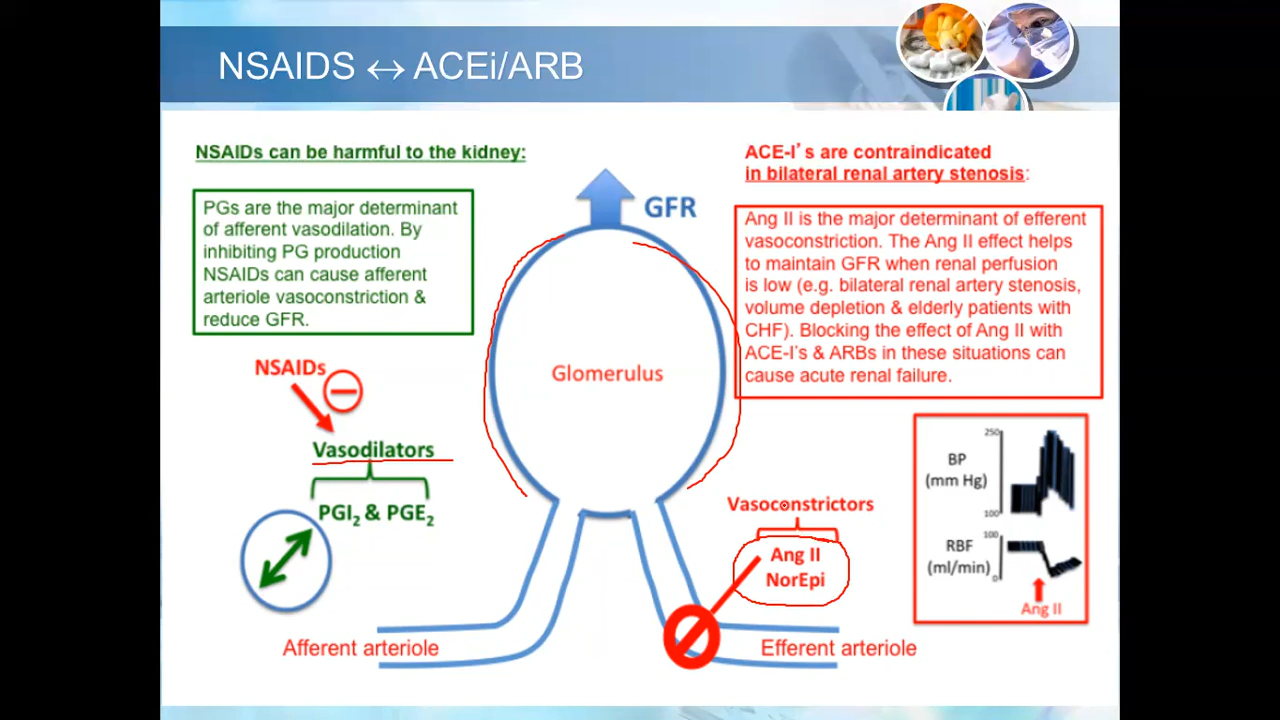 NSAIDS ↔ ACEi/ARB
NSAIDs can be harmful to the kidney:
PGs are the major determinant
of afferent vasodilation. By
inhibiting PG production
NSAIDs can cause afferent
arteriole vasoconstriction &
reduce GFR.
NSAIDs
Vasodilators
PGI2 & PGE2
Afferent arteriole
GFR
Glomerulus
ACE-I's are contraindicated
in bilateral renal artery stenosis:
Ang II is the major determinant of efferent
vasoconstriction. The Ang II effect helps
to maintain GFR when renal perfusion
is low (e.g. bilateral renal artery stenosis,
volume depletion & elderly patients with
CHF). Blocking the effect of Ang II with
ACE-I's & ARBs in these situations can
cause acute renal failure.
Vasoconstrictors
Ang II
NorEpi
Efferent arteriole
250
BP
(mm Hg)
100
100
RBF
(ml/min)
0
Ang II